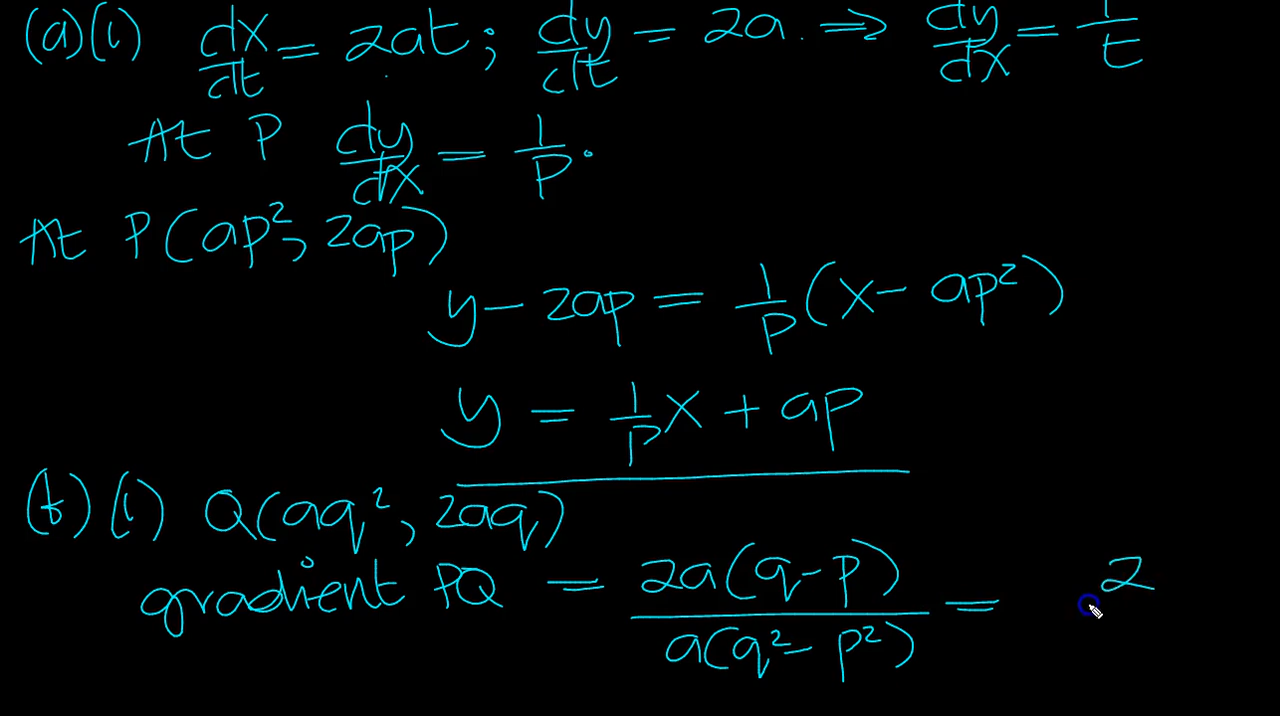 (a)(i) dx/dt = 2at; dy/dt = 2a. ⇒ dy/dx = 1/t
At P dy/dx = 1/p.
At P(ap², 2ap)
y - 2ap = 1/p (x - ap²)
y = 1/p x + ap
(b)(i) Q(aq², 2aq)
gradient PQ = 2a(q-p)/a(q²-p²) = 2